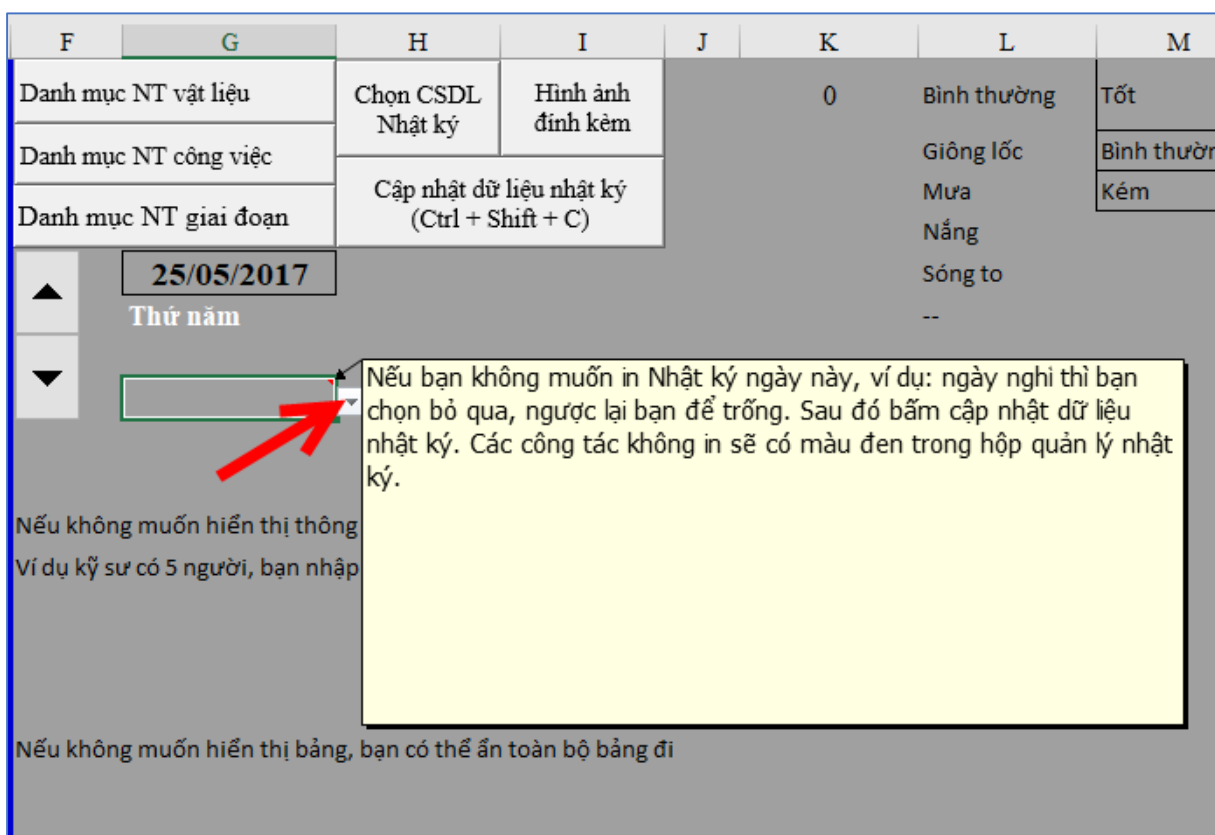 F G H I J K L M
Danh mục NT vật liệu
Chọn CSDL
Nhật ký
Hình ảnh
đính kèm
0
Bình thường
Tốt
Danh mục NT công việc
Giông lốc
Bình thườn
Cập nhật dữ liệu nhật ký
(Ctrl + Shift + C)
Mưa
Kém
Danh mục NT giai đoạn
Nắng
25/05/2017
Sóng to
Thứ năm
--
Nếu bạn không muốn in Nhật ký ngày này, ví dụ: ngày nghỉ thì bạn
chọn bỏ qua, ngược lại bạn để trống. Sau đó bấm cập nhật dữ liệu
nhật ký. Các công tác không in sẽ có màu đen trong hộp quản lý nhật
ký.
Nếu không muốn hiển thị thông
Ví dụ kỹ sư có 5 người, bạn nhập
Nếu không muốn hiển thị bảng, bạn có thể ẩn toàn bộ bảng đi